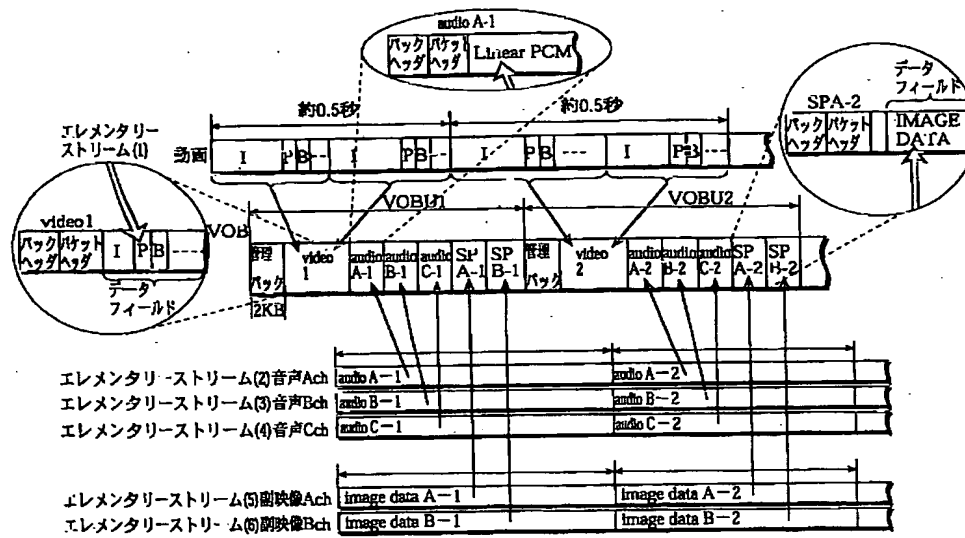 audio A-1
パック ヘッダ
パケット ヘッダ
Linear PCM
データ フィールド
SPA-2
パック ヘッダ
パケット ヘッダ
IMAGE DATA
約0.5秒
約0.5秒
エレメンタリー
ストリーム(1)
動画
I
P
B
----
I
P
B
---
I
P
B
----
I
P
B
----
video1
パック ヘッダ
パケット ヘッダ
I
P
B
----
データ
フィールド
VOB
VOBU1
VOBU2
管理 パック
video 1
audio A-1
audio B-1
audio C-1
SP A-1
SP B-1
管理 パック
video 2
audio A-2
audio B-2
audio C-2
SP A-2
SP B-2
2KB
エレメンタリーストリーム(2)音声Ach
audio A-1
audio A-2
エレメンタリーストリーム(3)音声Bch
audio B-1
audio B-2
エレメンタリーストリーム(4)音声Cch
audio C-1
audio C-2
エレメンタリーストリーム(5)副映像Ach
image data A-1
image data A-2
エレメンタリーストリーム(6)副映像Bch
image data B-1
image data B-2